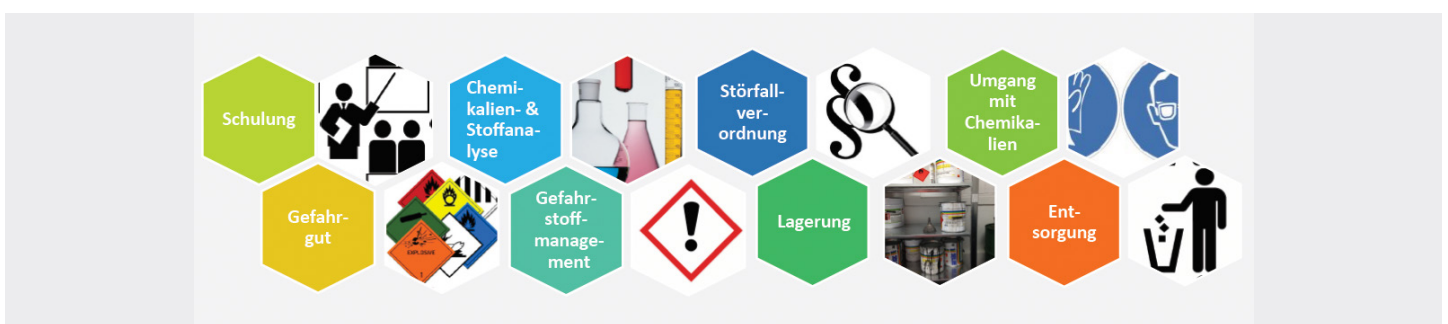 Schulung
Chemi-
kalien- &
Stoffana-
lyse
Störfall-
ver-
ordnung
Umgang
mit
Chemika-
lien
Gefahr-
gut
EXPLOSIVE
Gefahr-
stoff-
manage-
ment
Lagerung
Ent-
sorgung